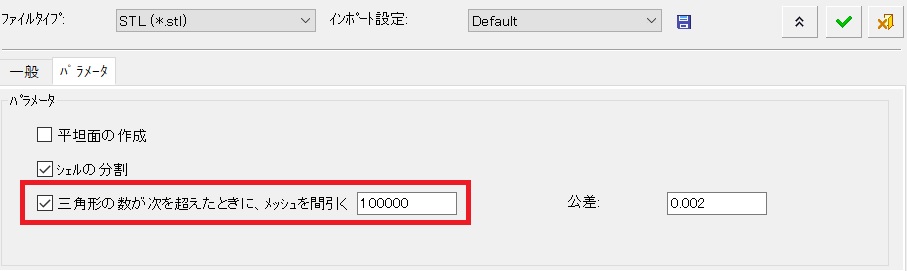 ﾌｧｲﾙﾀｲﾌﾟ: STL (*.stl) ｲﾝﾎﾟｰﾄ設定: Default
一般 ﾊﾟﾗﾒｰﾀ
ﾊﾟﾗﾒｰﾀ
平坦面の作成
ｼｪﾙの分割
三角形の数が次を超えたときに、ﾒｯｼｭを間引く 100000 公差: 0.002